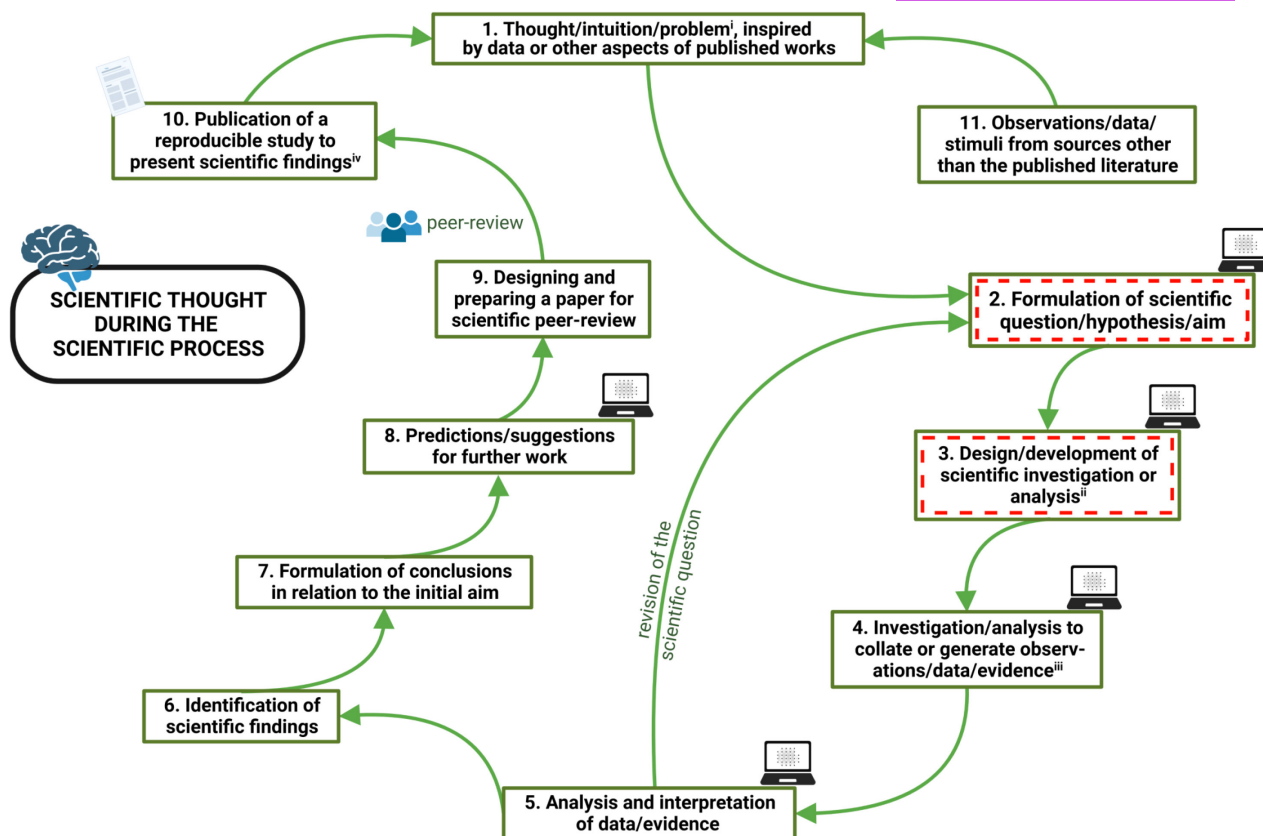 1. Thought/intuition/problemⁱ, inspired
by data or other aspects of published works
10. Publication of a
reproducible study to
present scientific findingsⁱᵛ
11. Observations/data/
stimuli from sources other
than the published literature
peer-review
SCIENTIFIC THOUGHT
DURING THE
SCIENTIFIC PROCESS
9. Designing and
preparing a paper for
scientific peer-review
2. Formulation of scientific
question/hypothesis/aim
8. Predictions/suggestions
for further work
3. Design/development of
scientific investigation or
analysisⁱⁱ
revision of the
scientific question
7. Formulation of conclusions
in relation to the initial aim
4. Investigation/analysis to
collate or generate observ-
ations/data/evidenceⁱⁱⁱ
6. Identification of
scientific findings
5. Analysis and interpretation
of data/evidence